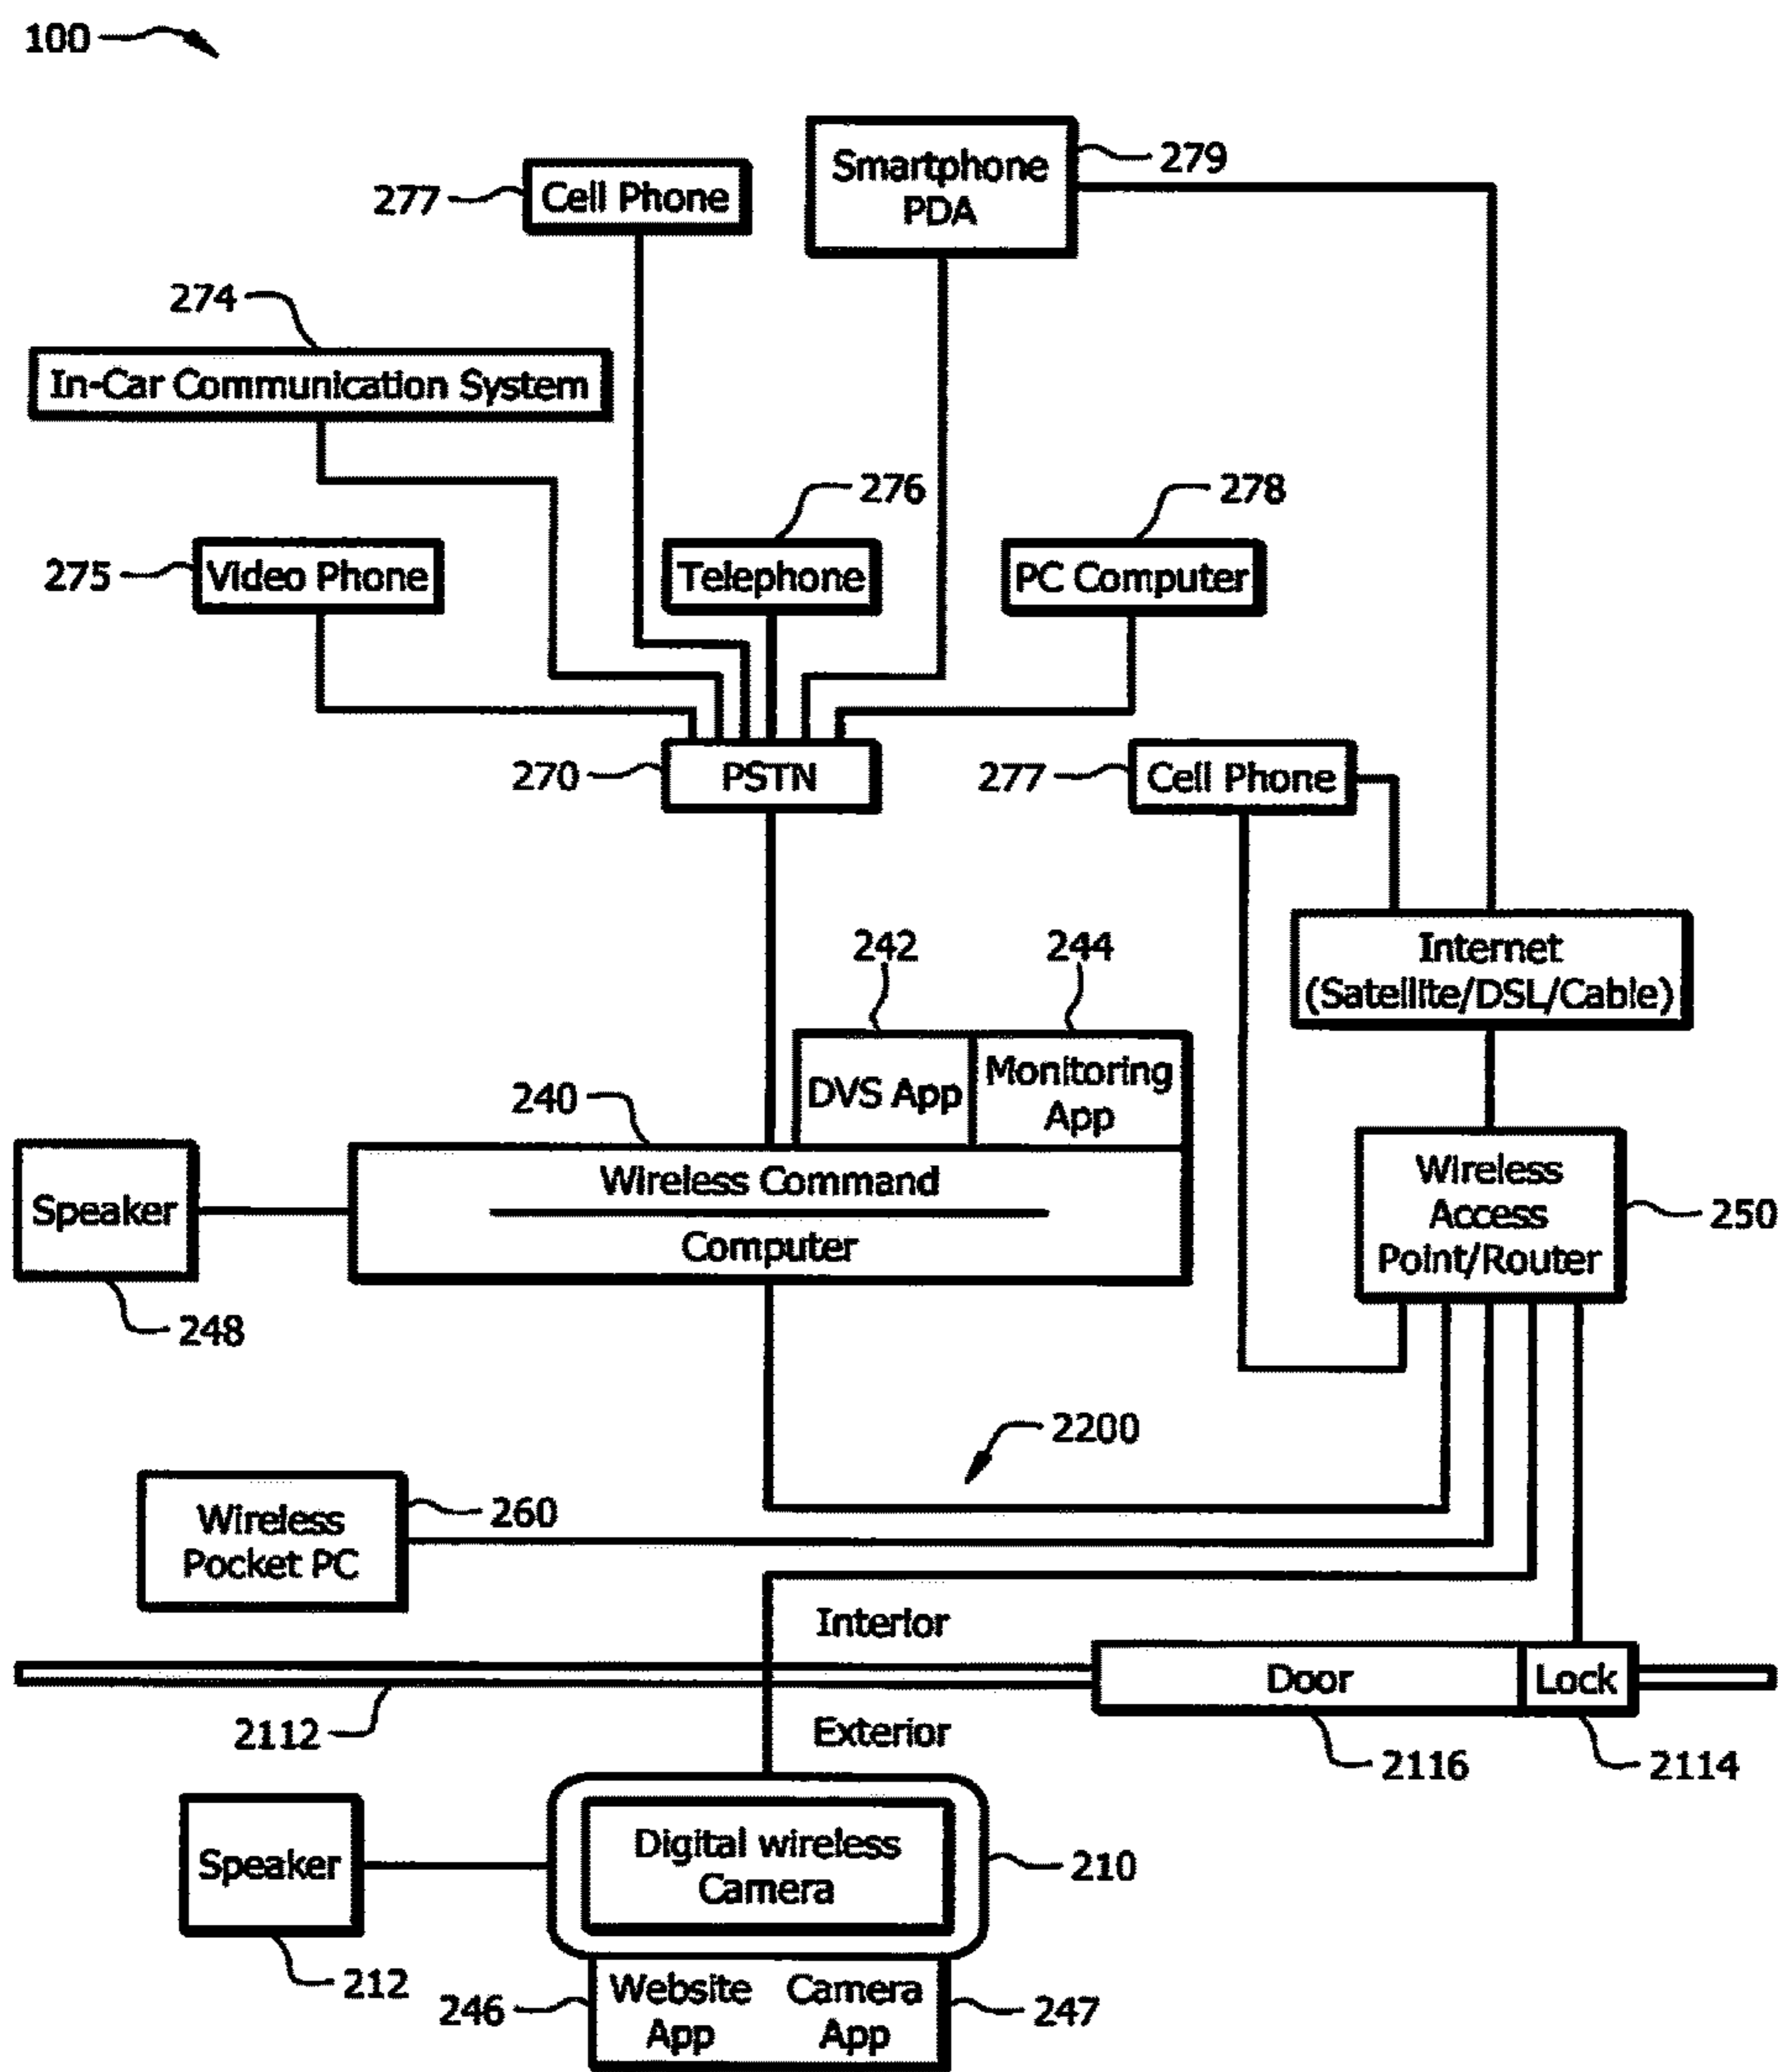 100
279
Smartphone
PDA
277
Cell Phone
274
In-Car Communication System
276
278
275
Video Phone
Telephone
PC Computer
270
PSTN
277
Cell Phone
242
244
Internet
(Satellite/DSL/Cable)
DVS App
Monitoring
App
240
Wireless Command
Computer
Speaker
248
Wireless
Access
Point/Router
250
2200
260
Wireless
Pocket PC
Interior
Door
Lock
2112
Exterior
2116
2114
Speaker
212
Digital wireless
Camera
210
246
Website
App
Camera
App
247